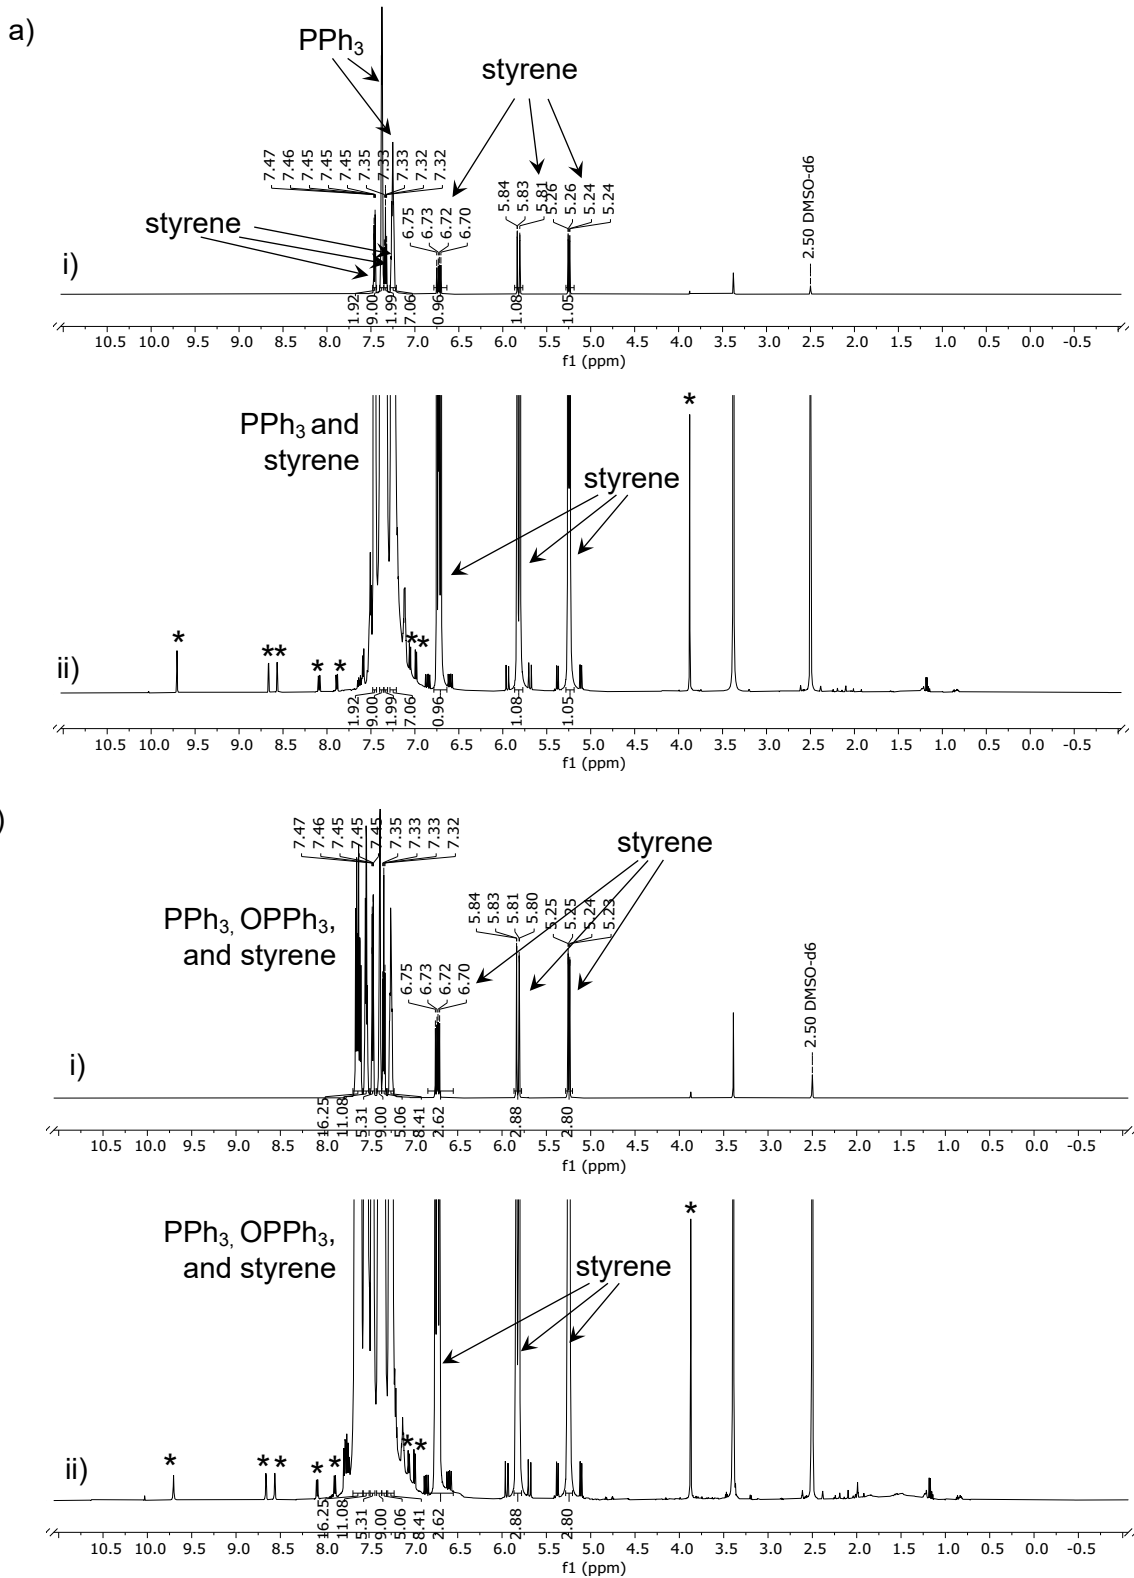 a)
PPh3
styrene
7.47 7.46 7.45 7.45 7.45 7.35 7.33 7.33 7.32 7.32
6.75 6.73 6.72 6.70
5.84 5.83 5.81 5.26 5.26 5.24 5.24
2.50 DMSO-d6
styrene
i)
1.92 9.00 1.99 7.06 0.96 1.08 1.05
10.5 10.0 9.5 9.0 8.5 8.0 7.5 7.0 6.5 6.0 5.5 5.0 4.5 4.0 3.5 3.0 2.5 2.0 1.5 1.0 0.5 0.0 -0.5
f1 (ppm)
PPh3 and
styrene
styrene
*
* ** * * ** 
ii)
1.92 9.00 1.99 7.06 0.96 1.08 1.05
10.5 10.0 9.5 9.0 8.5 8.0 7.5 7.0 6.5 6.0 5.5 5.0 4.5 4.0 3.5 3.0 2.5 2.0 1.5 1.0 0.5 0.0 -0.5
f1 (ppm)
)
7.47 7.46 7.45 7.45 7.45 7.35 7.33 7.33 7.32
styrene
6.75 6.73 6.72 6.70
5.84 5.83 5.81 5.80 5.25 5.25 5.24 5.23
2.50 DMSO-d6
PPh3, OPPh3,
and styrene
i)
16.25 11.08 5.31 9.00 5.06 8.41 2.62 2.88 2.80
10.5 10.0 9.5 9.0 8.5 8.0 7.5 7.0 6.5 6.0 5.5 5.0 4.5 4.0 3.5 3.0 2.5 2.0 1.5 1.0 0.5 0.0 -0.5
f1 (ppm)
PPh3, OPPh3,
and styrene
styrene
*
* * * * * * *
ii)
16.25 11.08 5.31 9.00 5.06 8.41 2.62 2.88 2.80
10.5 10.0 9.5 9.0 8.5 8.0 7.5 7.0 6.5 6.0 5.5 5.0 4.5 4.0 3.5 3.0 2.5 2.0 1.5 1.0 0.5 0.0 -0.5
f1 (ppm)